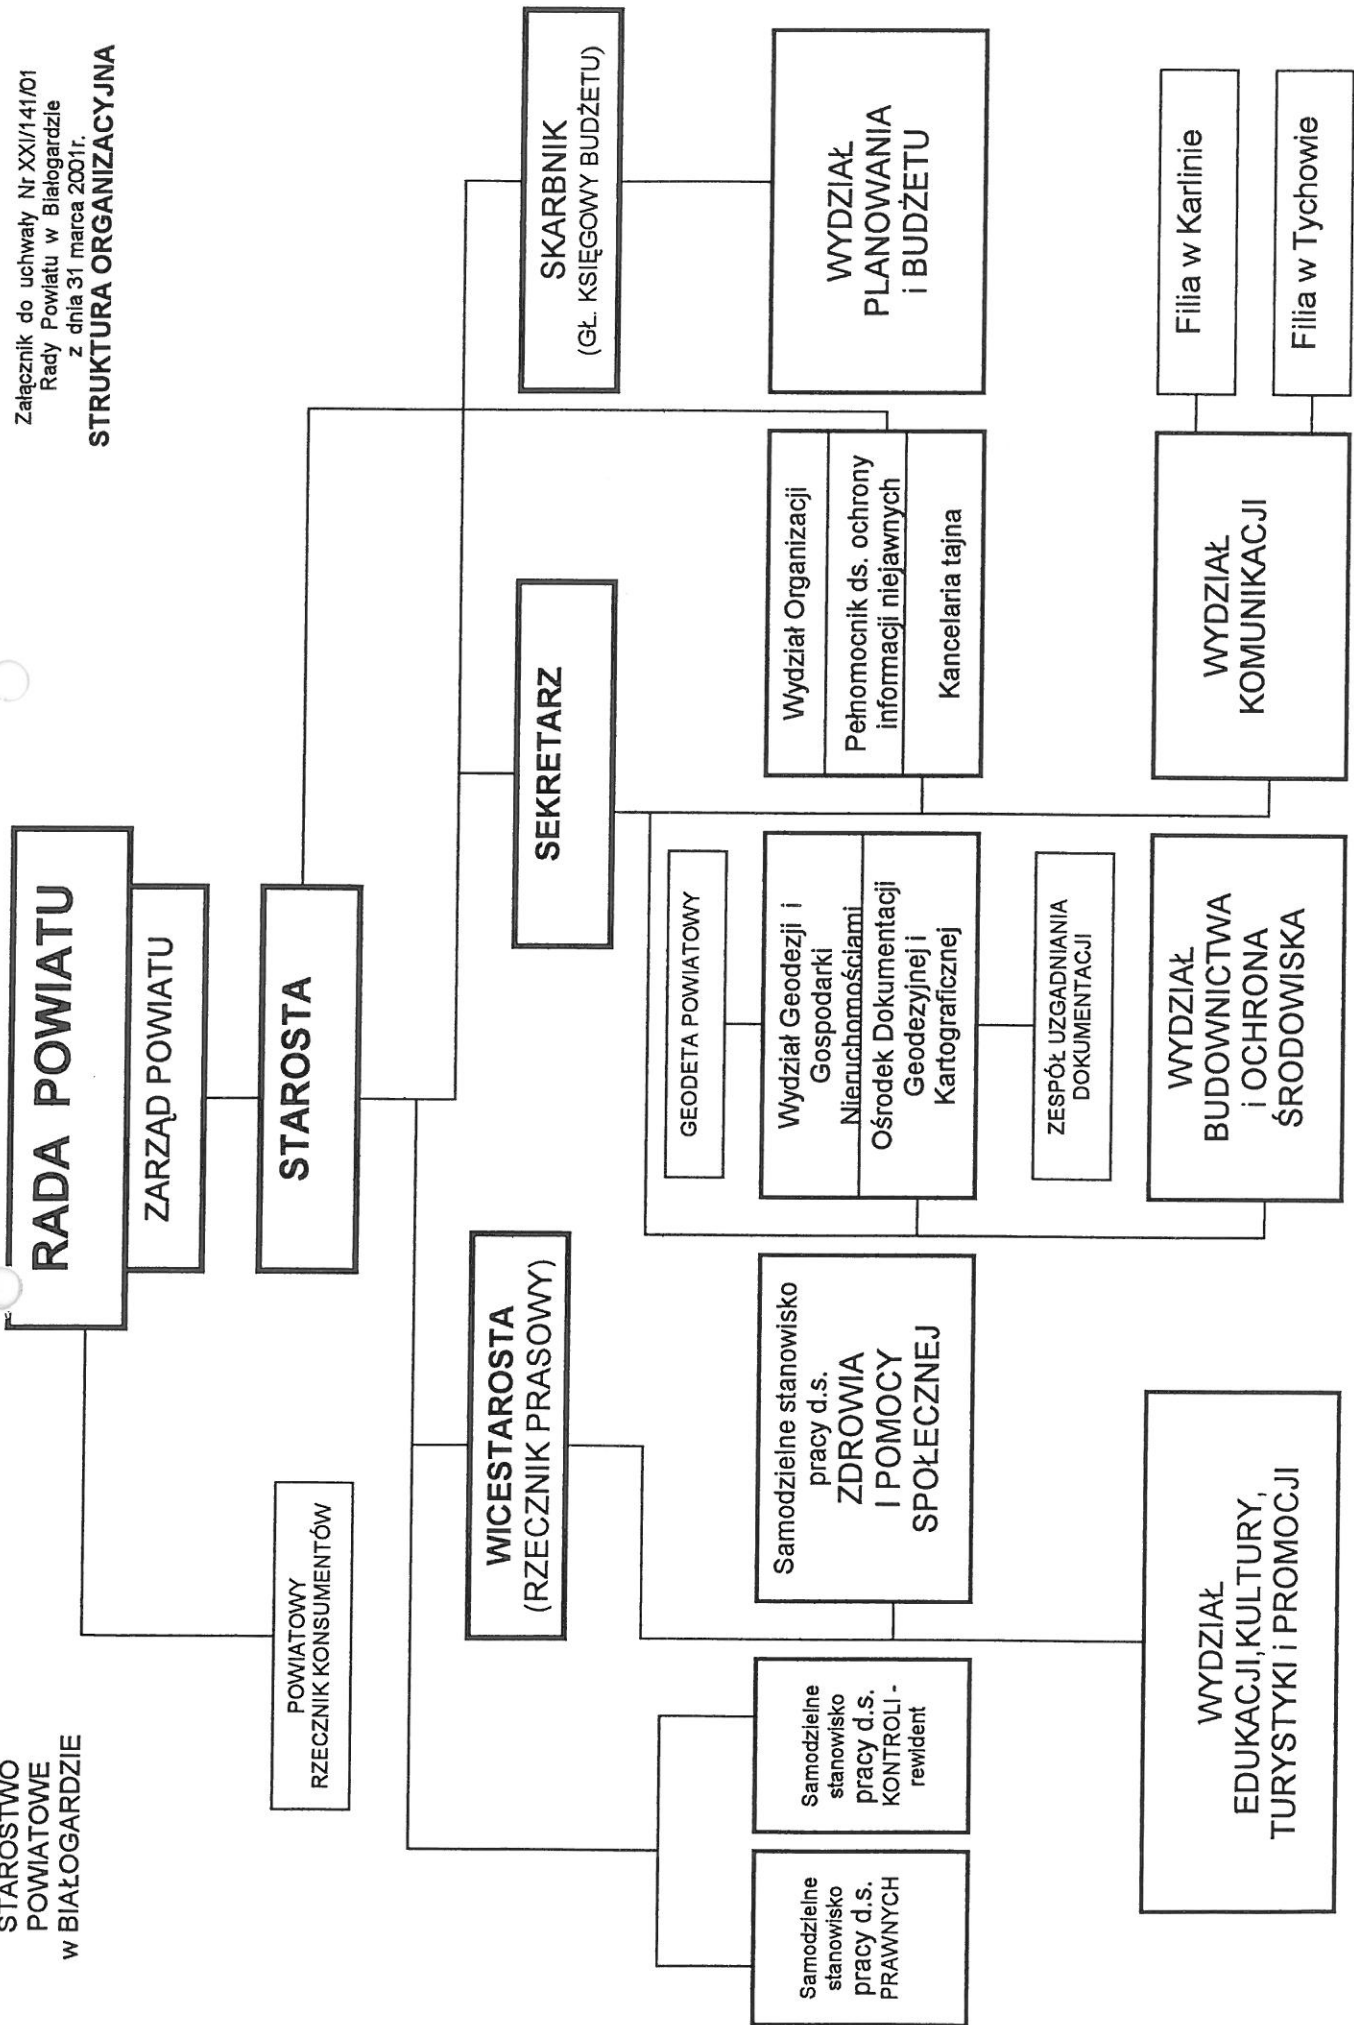 STAROSTWO
POWIATOWE
w BIAŁOGARDZIE
Załącznik do uchwały Nr XXI/141/01
Rady Powiatu w Białogardzie
z dnia 31 marca 2001r.
STRUKTURA ORGANIZACYJNA
RADA POWIATU
ZARZĄD POWIATU
STAROSTA
POWIATOWY
RZECZNIK KONSUMENTÓW
WICESTAROSTA
(RZECZNIK PRASOWY)
SEKRETARZ
SKARBNIK
(GŁ. KSIĘGOWY BUDŻETU)
Samodzielne
stanowisko
pracy d.s.
PRAWNYCH
Samodzielne
stanowisko
pracy d.s.
KONTROLI -
rewident
Samodzielne stanowisko
pracy d.s.
ZDROWIA
I POMOCY
SPOŁECZNEJ
GEODETA POWIATOWY
Wydział Geodezji i
Gospodarki
Nieruchomościami
Ośrodek Dokumentacji
Geodezyjnej i
Kartograficznej
ZESPÓŁ UZGADNIANIA
DOKUMENTACJI
Wydział Organizacji
Pełnomocnik ds. ochrony
informacji niejawnych
Kancelaria tajna
WYDZIAŁ
PLANOWANIA
i BUDŻETU
WYDZIAŁ
EDUKACJI,KULTURY,
TURYSTYKI i PROMOCJI
WYDZIAŁ
BUDOWNICTWA
i OCHRONA
ŚRODOWISKA
WYDZIAŁ
KOMUNIKACJI
Filia w Karlinie
Filia w Tychowie